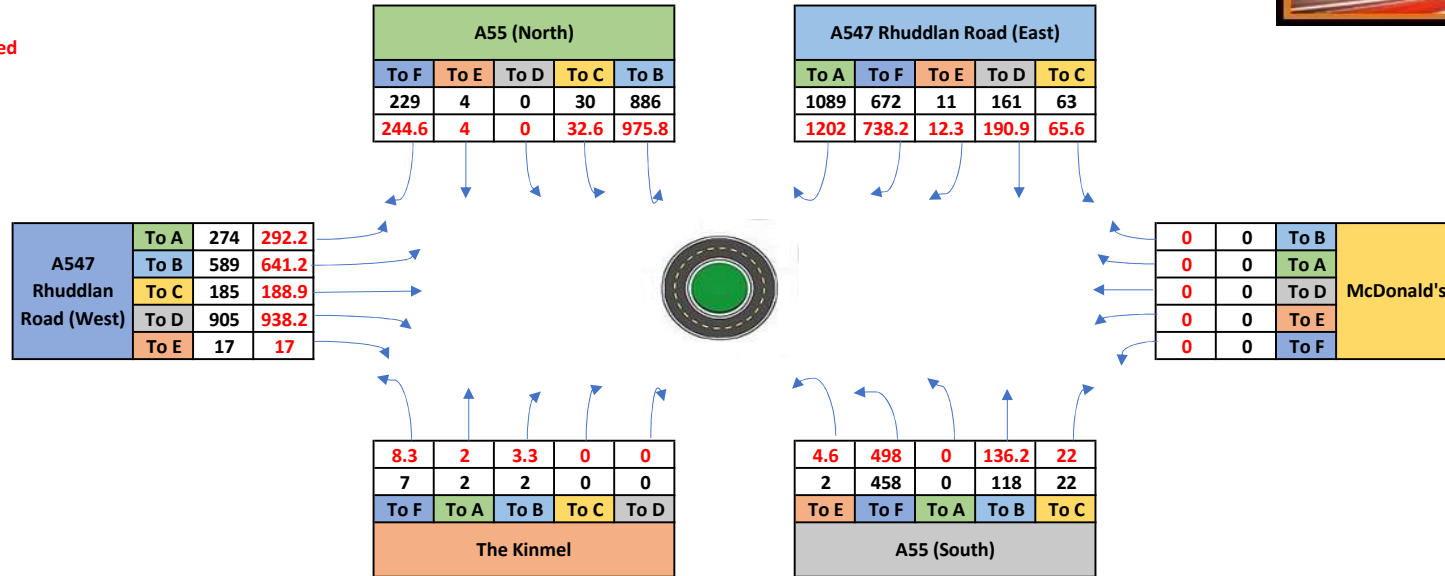 ed
A55 (North)
To F To E To D To C To B
229 4 0 30 886
244.6 4 0 32.6 975.8
A547 Rhuddlan Road (East)
To A To F To E To D To C
1089 672 11 161 63
1202 738.2 12.3 190.9 65.6
A547
Rhuddlan
Road (West)
To A 274 292.2
To B 589 641.2
To C 185 188.9
To D 905 938.2
To E 17 17
0 0 To B
0 0 To A
0 0 To D
0 0 To E
0 0 To F
McDonald's
8.3 2 3.3 0 0
7 2 2 0 0
To F To A To B To C To D
The Kinmel
4.6 498 0 136.2 22
2 458 0 118 22
To E To F To A To B To C
A55 (South)